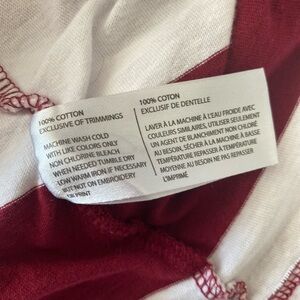 100% COTTON
EXCLUSIVE OF TRIMMINGS
MACHINE WASH COLD
WITH LIKE COLORS ONLY
NON CHLORINE BLEACH
WHEN NEEDED TUMBLE DRY
LOW WARM IRON IF NECESSARY
BUT NOT ON EMBROIDERY
PRINT
100% COTON
EXCLUSIF DE DENTELLE
LAVER À LA MACHINE À L'EAU FROIDE AVEC
COULEURS SIMILAIRES, UTILISER SEULEMENT
UN AGENT DE BLANCHIMENT NON CHLORÉ
AU BESOIN, SÉCHER À LA MACHINE À BASSE
TEMPÉRATURE REPASSER À TEMPÉRATURE
MOYENNE AU BESOIN NE PAS REPASSER
L'IMPRIMÉ